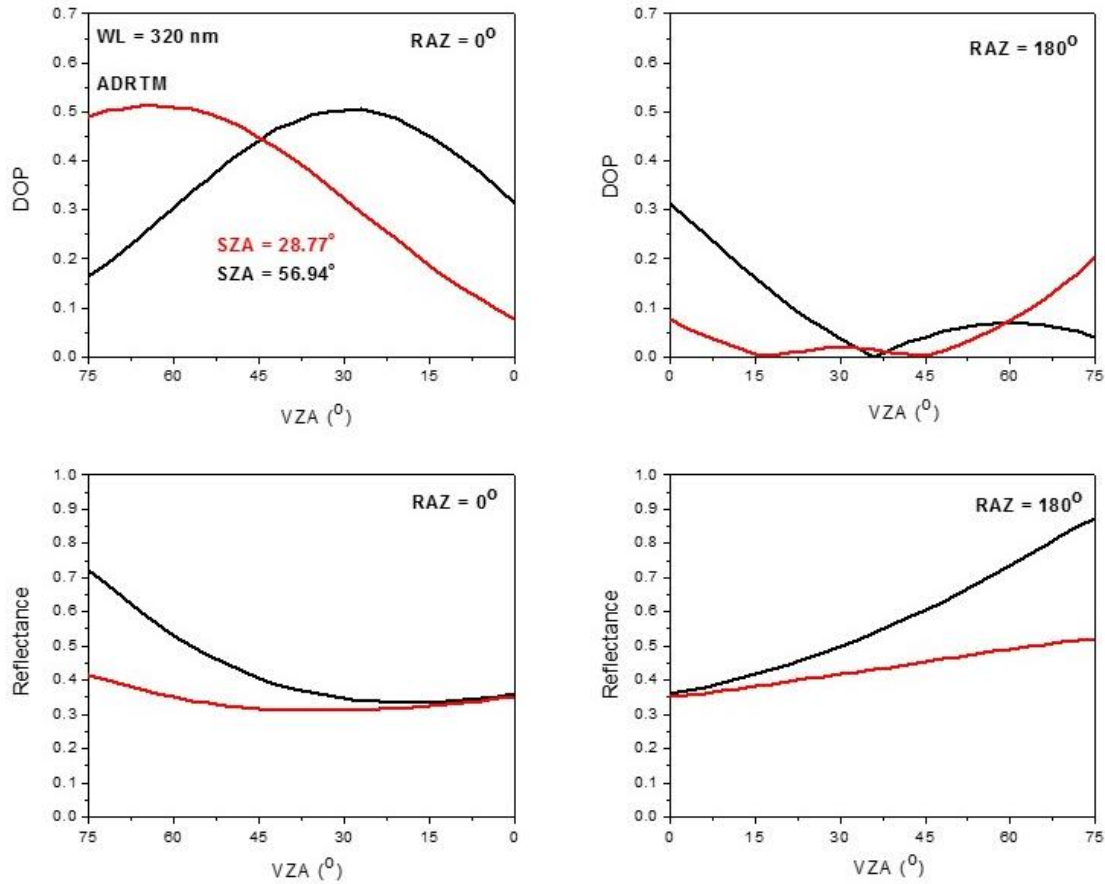 WL = 320 nm
RAZ = 0⁰
ADRTM
SZA = 28.77°
SZA = 56.94°
DOP
0.7
0.6
0.5
0.4
0.3
0.2
0.1
0.0
75 60 45 30 15 0
VZA (⁰)
RAZ = 180⁰
DOP
0.7
0.6
0.5
0.4
0.3
0.2
0.1
0.0
0 15 30 45 60 75
VZA (⁰)
RAZ = 0⁰
Reflectance
1.0
0.9
0.8
0.7
0.6
0.5
0.4
0.3
0.2
0.1
0.0
75 60 45 30 15 0
VZA (⁰)
RAZ = 180⁰
Reflectance
1.0
0.9
0.8
0.7
0.6
0.5
0.4
0.3
0.2
0.1
0.0
0 15 30 45 60 75
VZA (⁰)